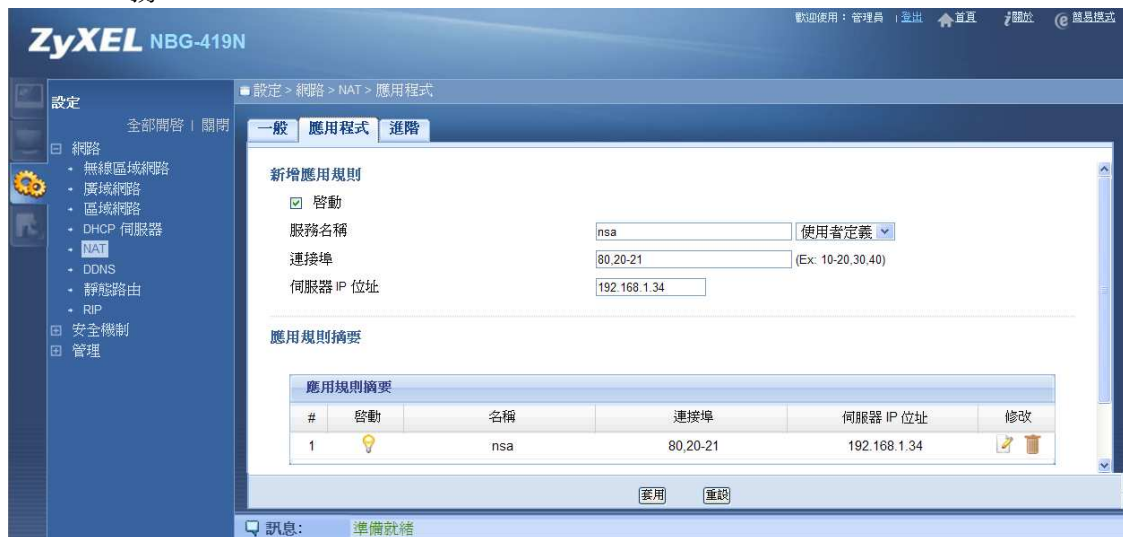 務
歡迎使用：管理員 | 登出 首頁 關於 簡易模式
ZyXEL NBG-419N
設定 > 網路 > NAT > 應用程式
設定
全部開啓 | 關閉
網路
無線區域網路
廣域網路
區域網路
DHCP 伺服器
NAT
DDNS
靜態路由
RIP
安全機制
管理
一般 應用程式 進階
新增應用規則
啓動
服務名稱 nsa 使用者定義
連接埠 80,20-21 (Ex: 10-20,30,40)
伺服器 IP 位址 192.168.1.34
應用規則摘要
應用規則摘要
# 啓動 名稱 連接埠 伺服器 IP 位址 修改
1 nsa 80,20-21 192.168.1.34
套用 重設
訊息: 準備就緒